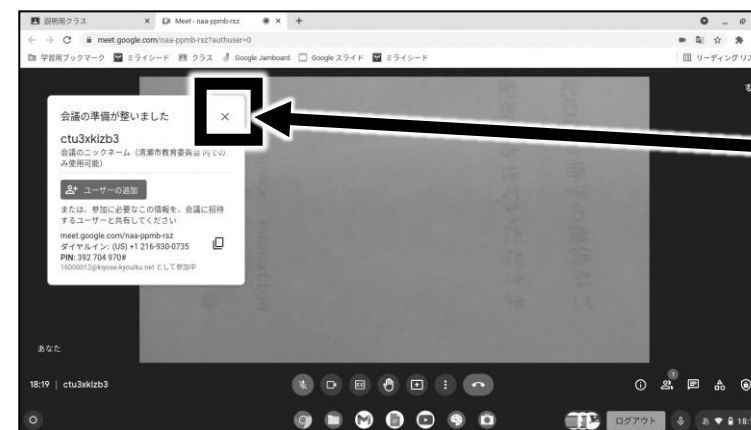 説明用クラス
Meet - naa-ppmb-rsz
meet.google.com/naa-ppmb-rsz?authuser=0
学習用ブックマーク ミライシード クラス Google Jamboard Google スライド ミライシード リーディングリス
会議の準備が整いました
ctu3xkizb3
会議のニックネーム（清瀬市教育委員会 内での
み使用可能）
ユーザーの追加
または、参加に必要なこの情報を、会議に招待
するユーザーと共有してください
meet.google.com/naa-ppmb-rsz
ダイヤルイン: (US) +1 216-930-0735
PIN: 392 704 970#
16000012@kiyose-kyouiku.net として参加中
あなた
18:19 | ctu3xkizb3
1
ログアウト
あ